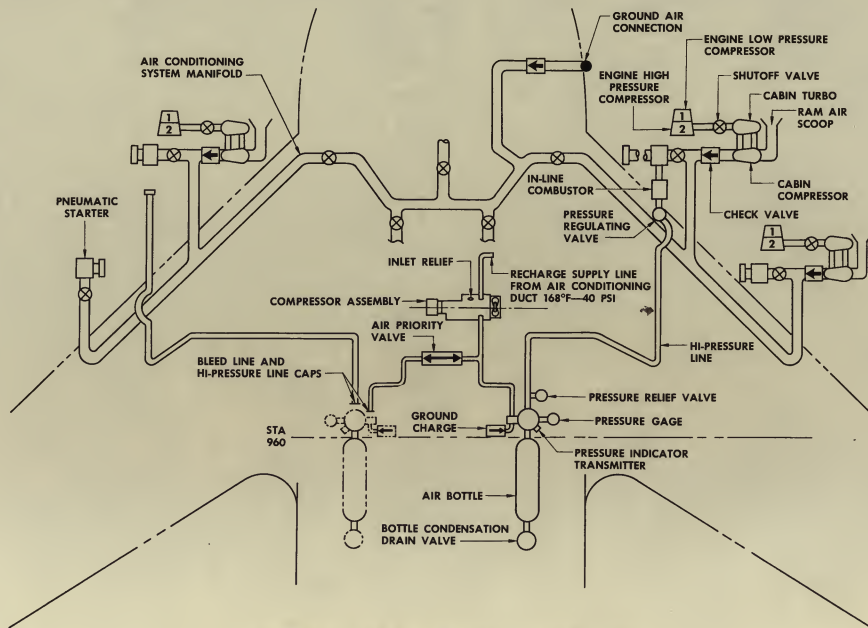 GROUND AIR
CONNECTION
ENGINE LOW PRESSURE
COMPRESSOR
AIR CONDITIONING
SYSTEM MANIFOLD
ENGINE HIGH
PRESSURE
COMPRESSOR
SHUTOFF VALVE
CABIN TURBO
RAM AIR
SCOOP
1
2
1
2
PNEUMATIC
STARTER
IN-LINE
COMBUSTOR
CABIN
COMPRESSOR
PRESSURE
REGULATING
VALVE
CHECK VALVE
1
2
INLET RELIEF
RECHARGE SUPPLY LINE
FROM AIR CONDITIONING
DUCT 168°F—40 PSI
COMPRESSOR ASSEMBLY
AIR PRIORITY
VALVE
HI-PRESSURE
LINE
BLEED LINE AND
HI-PRESSURE LINE CAPS
PRESSURE RELIEF VALVE
GROUND
CHARGE
PRESSURE GAGE
STA
960
PRESSURE INDICATOR
TRANSMITTER
AIR BOTTLE
BOTTLE CONDENSATION
DRAIN VALVE